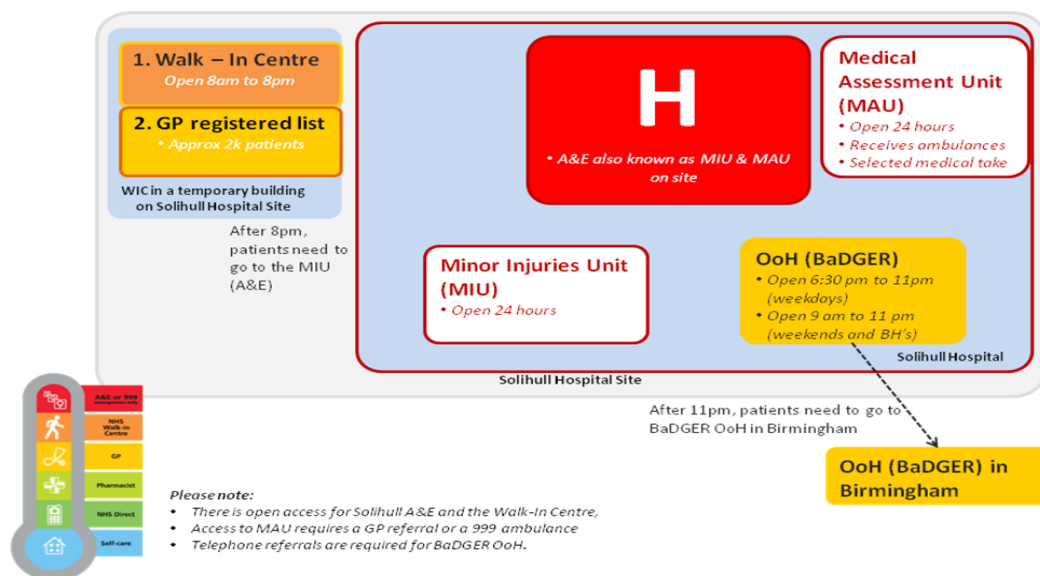 1. Walk – In Centre
Open 8am to 8pm
2. GP registered list
• Approx 2k patients
WIC in a temporary building
on Solihull Hospital Site
After 8pm,
patients need to
go to the MIU
(A&E)
H
• A&E also known as MIU & MAU
on site
Medical
Assessment Unit
(MAU)
• Open 24 hours
• Receives ambulances
• Selected medical take
Minor Injuries Unit
(MIU)
• Open 24 hours
OoH (BaDGER)
• Open 6:30 pm to 11pm
(weekdays)
• Open 9 am to 11 pm
(weekends and BH's)
Solihull Hospital
Solihull Hospital Site
After 11pm, patients need to go to
BaDGER OoH in Birmingham
OoH (BaDGER) in
Birmingham
A&E or 999
emergencies only
NHS
Walk-in
Centre
GP
Pharmacist
NHS Direct
Self-care
Please note:
• There is open access for Solihull A&E and the Walk-In Centre,
• Access to MAU requires a GP referral or a 999 ambulance
• Telephone referrals are required for BaDGER OoH.